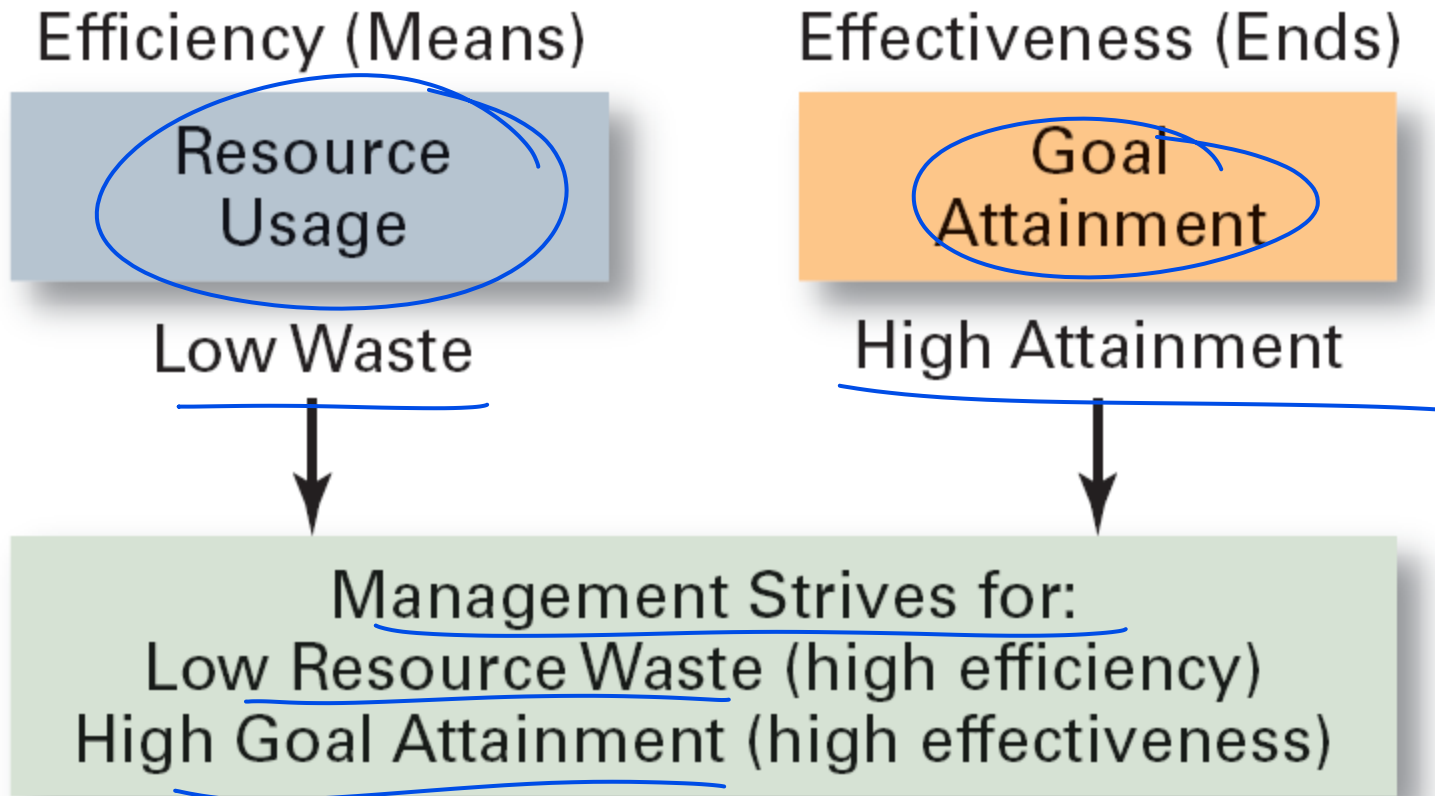 Efficiency (Means)
Effectiveness (Ends)
Resource
Usage
Goal
Attainment
Low Waste
High Attainment
Management Strives for:
Low Resource Waste (high efficiency)
High Goal Attainment (high effectiveness)